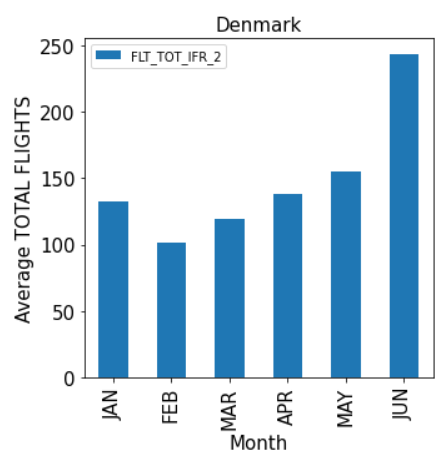 Denmark
FLT_TOT_IFR_2
Average TOTAL FLIGHTS
250
200
150
100
50
0
JAN
FEB
MAR
APR
MAY
JUN
Month